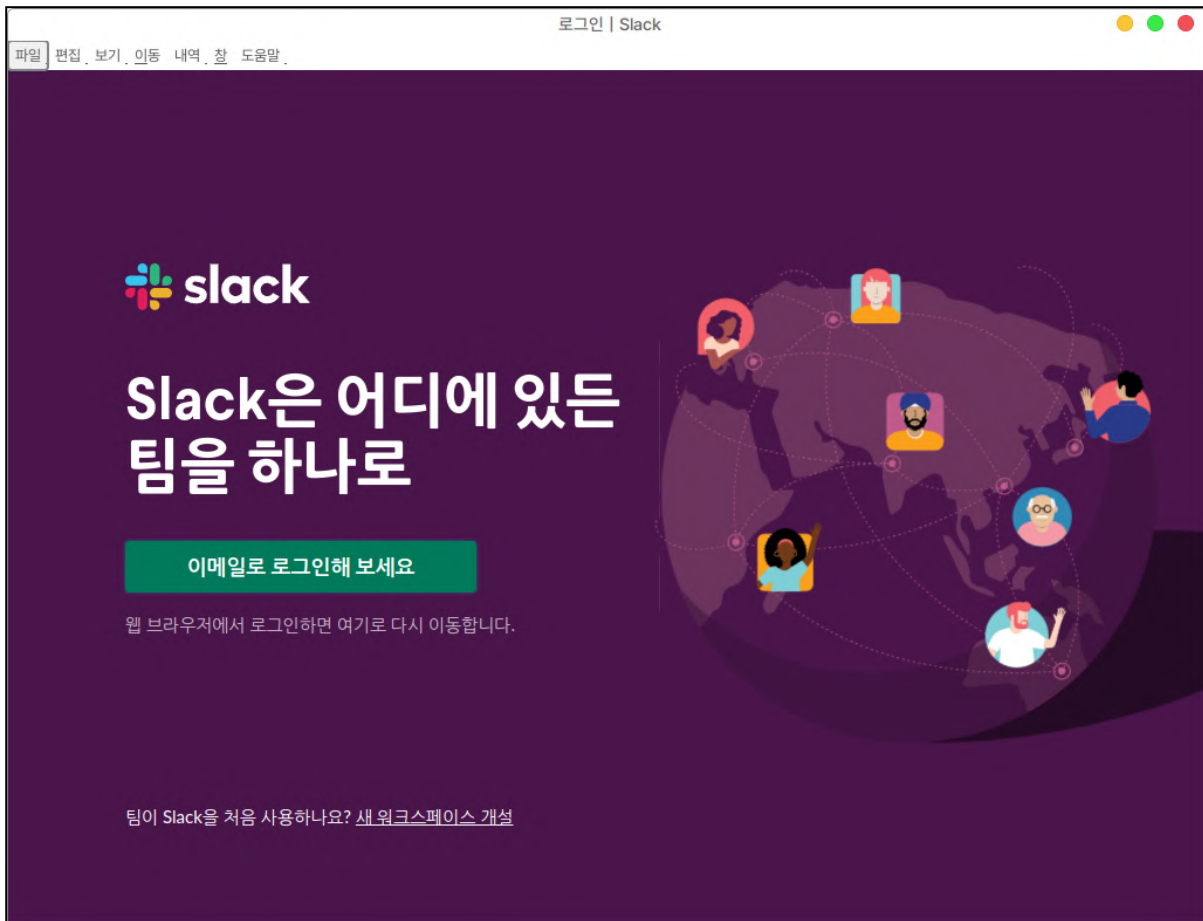 로그인 | Slack
파일 편집 보기 이동 내역 창 도움말
slack
Slack은 어디에 있든
팀을 하나로
이메일로 로그인해 보세요
웹 브라우저에서 로그인하면 여기로 다시 이동합니다.
팀이 Slack을 처음 사용하나요? 새 워크스페이스 개설